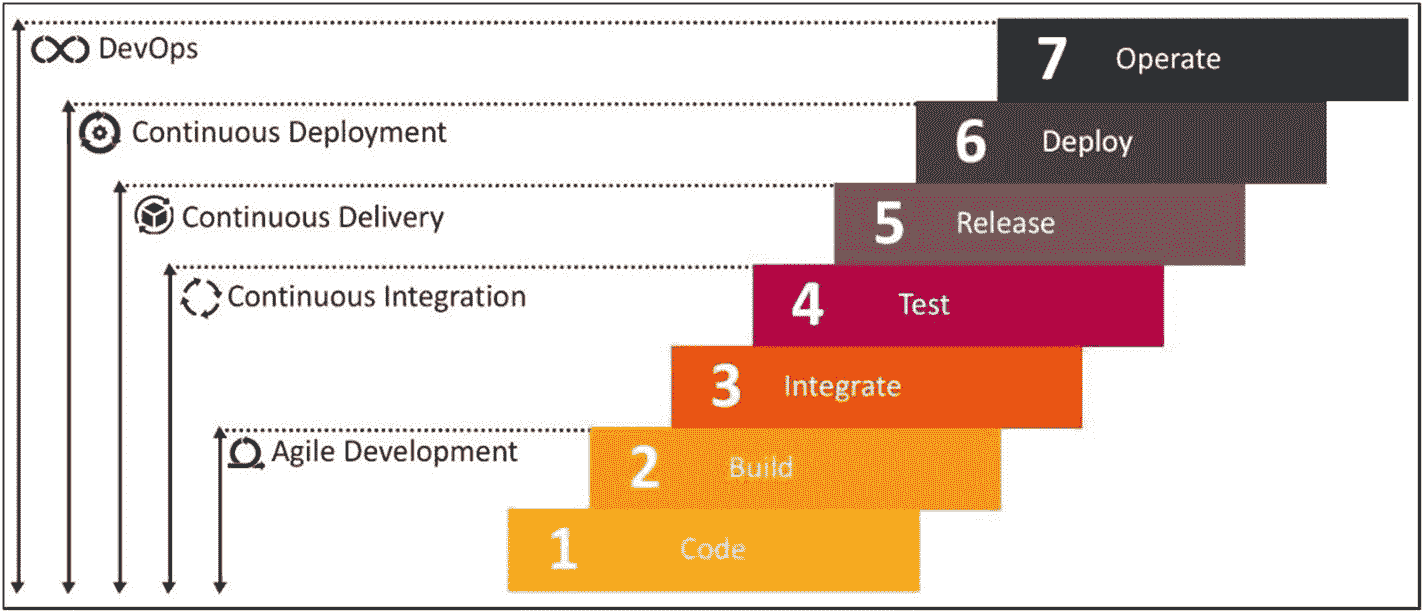 DevOps
7 Operate
Continuous Deployment
6 Deploy
Continuous Delivery
5 Release
Continuous Integration
4 Test
3 Integrate
Agile Development
2 Build
1 Code